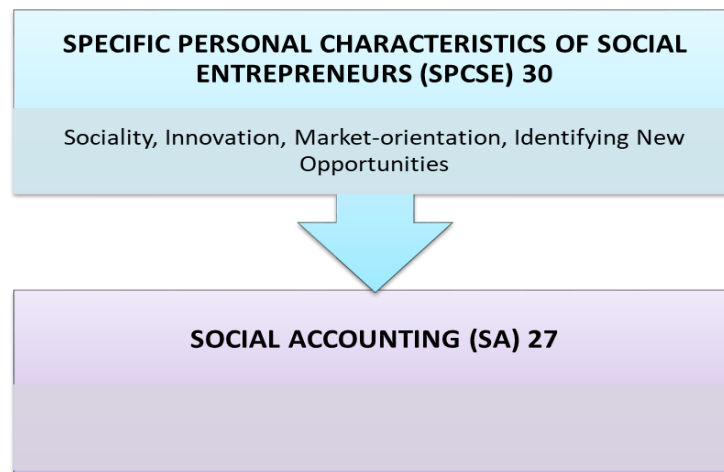 SPECIFIC PERSONAL CHARACTERISTICS OF SOCIAL
ENTREPRENEURS (SPCSE) 30
Sociality, Innovation, Market-orientation, Identifying New
Opportunities
SOCIAL ACCOUNTING (SA) 27